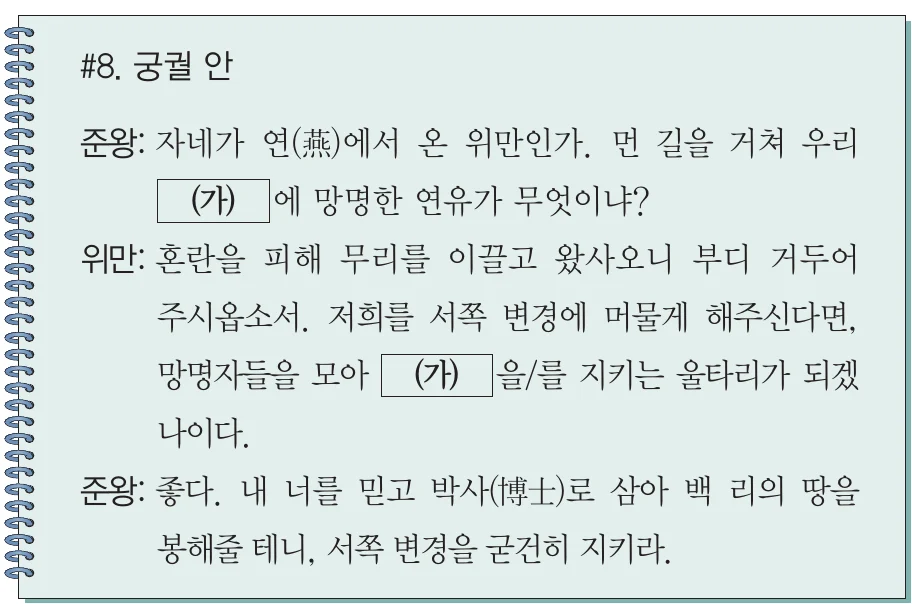 #8. 궁궐 안
준왕: 자네가 연(燕)에서 온 위만인가. 먼 길을 거쳐 우리
(가) 에 망명한 연유가 무엇이냐?
위만: 혼란을 피해 무리를 이끌고 왔사오니 부디 거두어
주시옵소서. 저희를 서쪽 변경에 머물게 해주신다면,
망명자들을 모아 (가) 을/를 지키는 울타리가 되겠
나이다.
준왕: 좋다. 내 너를 믿고 박사(博士)로 삼아 백 리의 땅을
봉해줄 테니, 서쪽 변경을 굳건히 지키라.